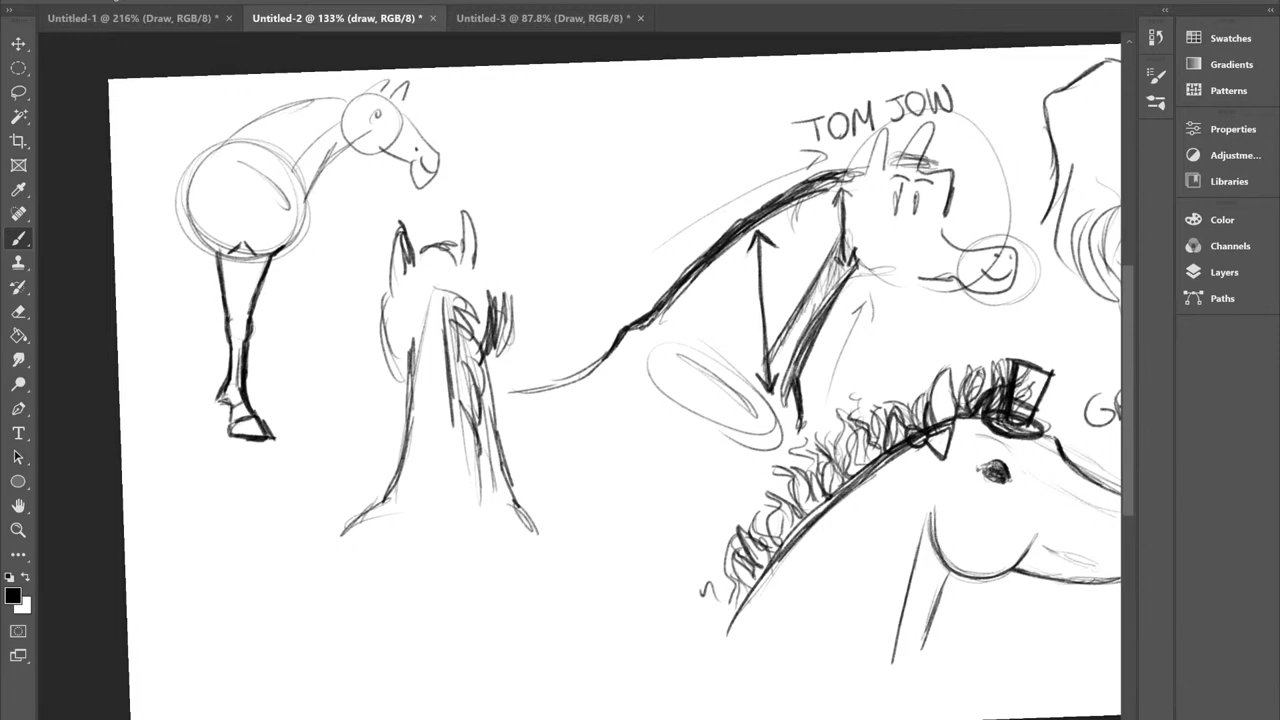 Untitled-1 @ 216% (Draw, RGB/8) *
Untitled-2 @ 133% (draw, RGB/8) *
Untitled-3 @ 87.8% (Draw, RGB/8) *
Swatches
Gradients
Patterns
Properties
Adjustme...
Libraries
Color
Channels
Layers
Paths
TOM JOW